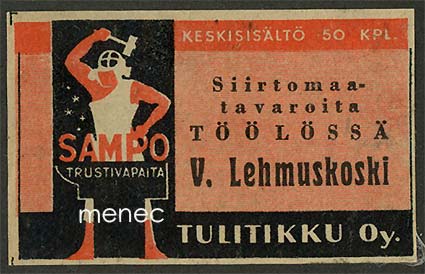 KESKISISÄLTÖ 50 KPL.
Siirtomaa-
tavaroita
TÖÖLÖSSÄ
V. Lehmuskoski
SAMPO
TRUSTIVAPAITA
menec
TULITIKKU Oy.